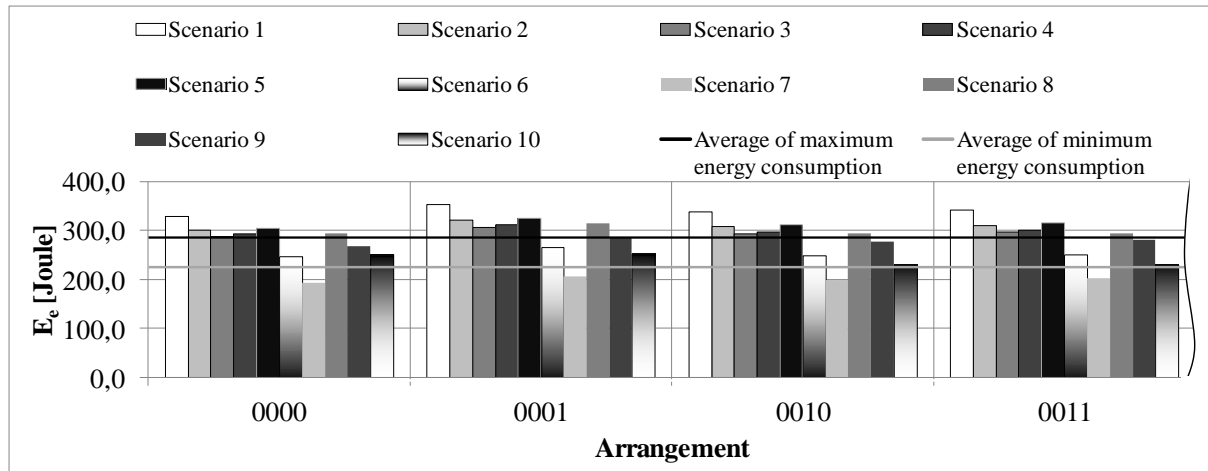 Scenario 1
Scenario 2
Scenario 3
Scenario 4
Scenario 5
Scenario 6
Scenario 7
Scenario 8
Scenario 9
Scenario 10
Average of maximum
energy consumption
Average of minimum
energy consumption
400,0
300,0
200,0
100,0
0,0
Ee [Joule]
0000
0001
0010
0011
Arrangement